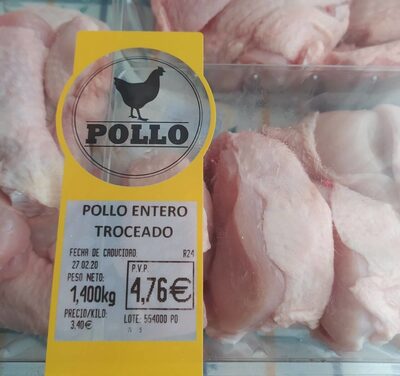 POLLO
POLLO ENTERO
TROCEADO
FECHA DE CADUCIDAD R24
27.02.20
PESO NETO: P.V.P.
1,400kg 4,76€
PRECIO/KILO: LOTE: 554000 PO
3.40€